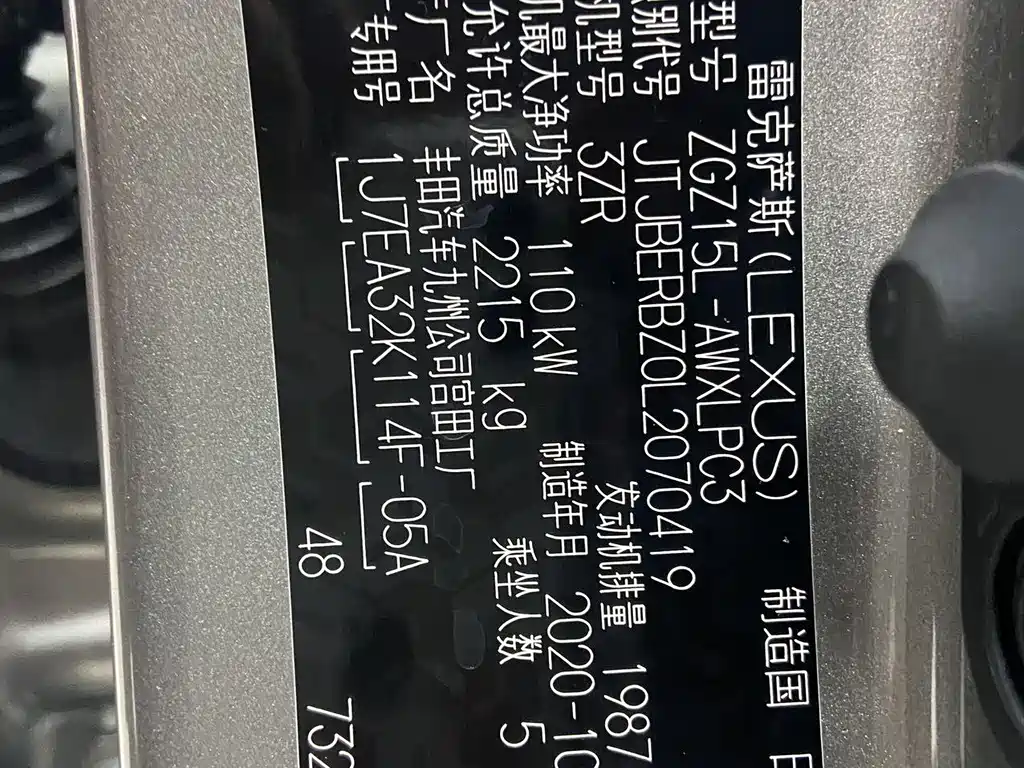 雷克萨斯(LEXUS) 制造国
型号 ZGZ15L-AWXLPC3
别代号 JTJBERBZ0L2070419
机型号 3ZR 发动机排量 1987
机最大净功率 110kW 制造年月 2020-10
允许总质量 2215 kg 乘坐人数 5
厂名 丰田汽车九州公司宫田工厂
专用号 1J7EA32K114F-05A
48 732